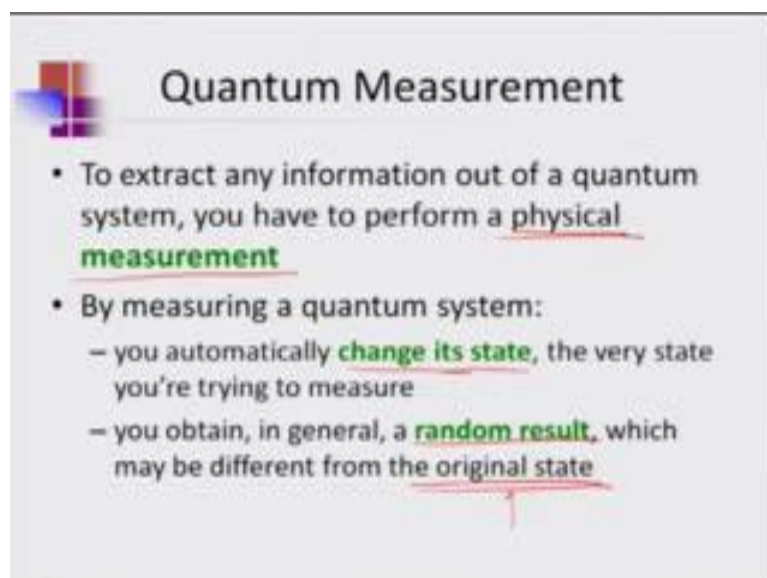 Quantum Measurement
• To extract any information out of a quantum
system, you have to perform a physical
measurement
• By measuring a quantum system:
– you automatically change its state, the very state
you're trying to measure
– you obtain, in general, a random result, which
may be different from the original state